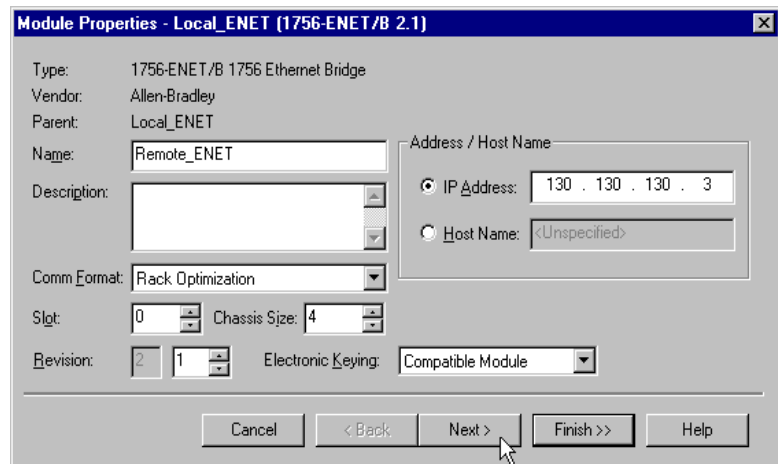 Module Properties - Local_ENET (1756-ENET/B 2.1)
Type: 1756-ENET/B 1756 Ethernet Bridge
Vendor: Allen-Bradley
Parent: Local_ENET
Name: Remote_ENET
Address / Host Name
IP Address: 130 . 130 . 130 . 3
Description:
Host Name: <Unspecified>
Comm Format: Rack Optimization
Slot: 0 Chassis Size: 4
Revision: 2 1 Electronic Keying: Compatible Module
Cancel < Back Next > Finish >> Help